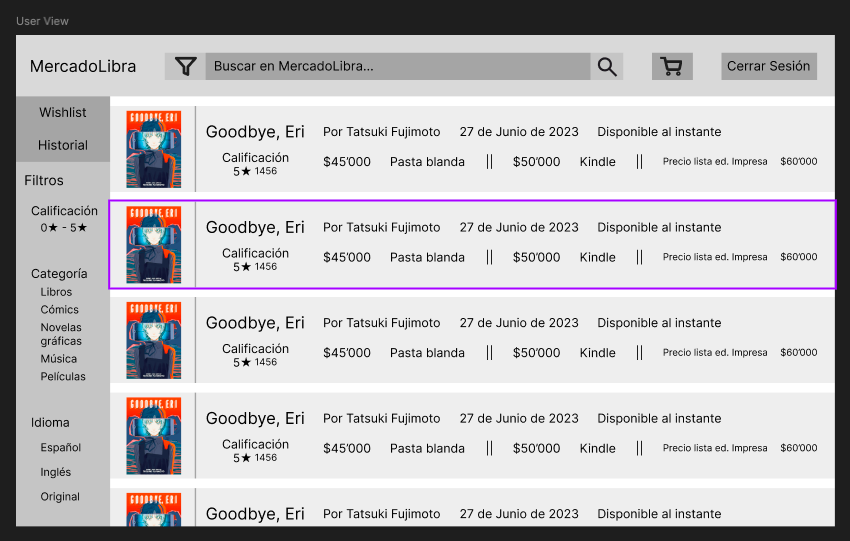 User View
MercadoLibra
Buscar en MercadoLibra...
Cerrar Sesión
Wishlist
Historial
Filtros
Calificación
0★ - 5★
Categoría
Libros
Cómics
Novelas
gráficas
Música
Películas
Idioma
Español
Inglés
Original
GOODBYE, ERI
Goodbye, Eri Por Tatsuki Fujimoto 27 de Junio de 2023 Disponible al instante
Calificación
5★ 1456
$45’000 Pasta blanda || $50’000 Kindle || Precio lista ed. Impresa $60’000
GOODBYE, ERI
Goodbye, Eri Por Tatsuki Fujimoto 27 de Junio de 2023 Disponible al instante
Calificación
5★ 1456
$45’000 Pasta blanda || $50’000 Kindle || Precio lista ed. Impresa $60’000
GOODBYE, ERI
Goodbye, Eri Por Tatsuki Fujimoto 27 de Junio de 2023 Disponible al instante
Calificación
5★ 1456
$45’000 Pasta blanda || $50’000 Kindle || Precio lista ed. Impresa $60’000
GOODBYE, ERI
Goodbye, Eri Por Tatsuki Fujimoto 27 de Junio de 2023 Disponible al instante
Calificación
5★ 1456
$45’000 Pasta blanda || $50’000 Kindle || Precio lista ed. Impresa $60’000
GOODBYE, ERI
Goodbye, Eri Por Tatsuki Fujimoto 27 de Junio de 2023 Disponible al instante